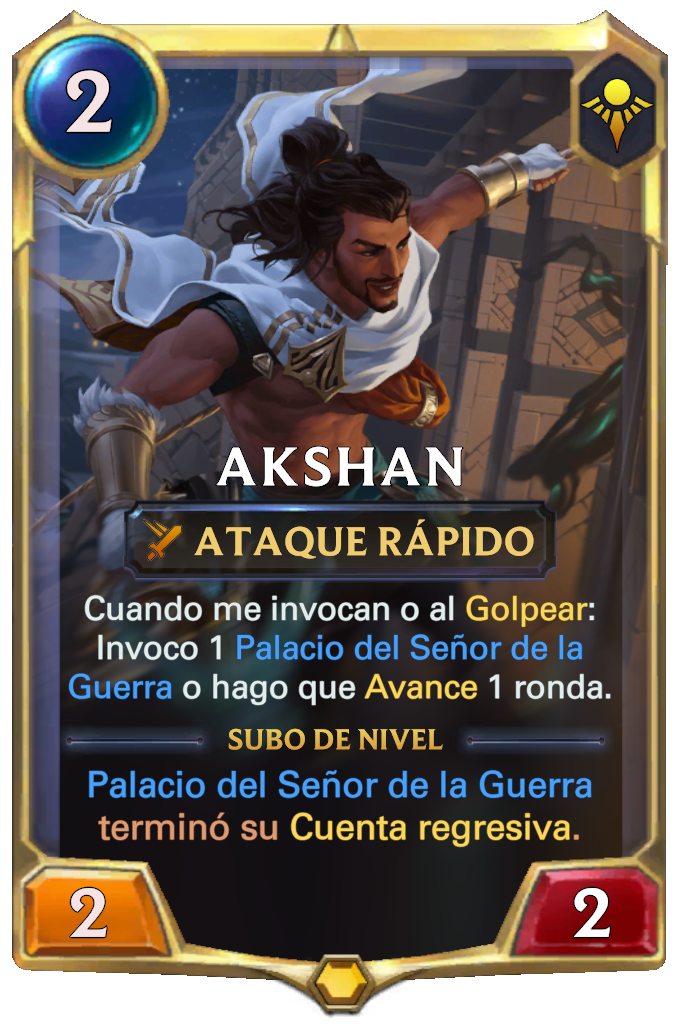 2
AKSHAN
ATAQUE RÁPIDO
Cuando me invocan o al Golpear:
Invoco 1 Palacio del Señor de la
Guerra o hago que Avance 1 ronda.
SUBO DE NIVEL
Palacio del Señor de la Guerra
terminó su Cuenta regresiva.
2
2